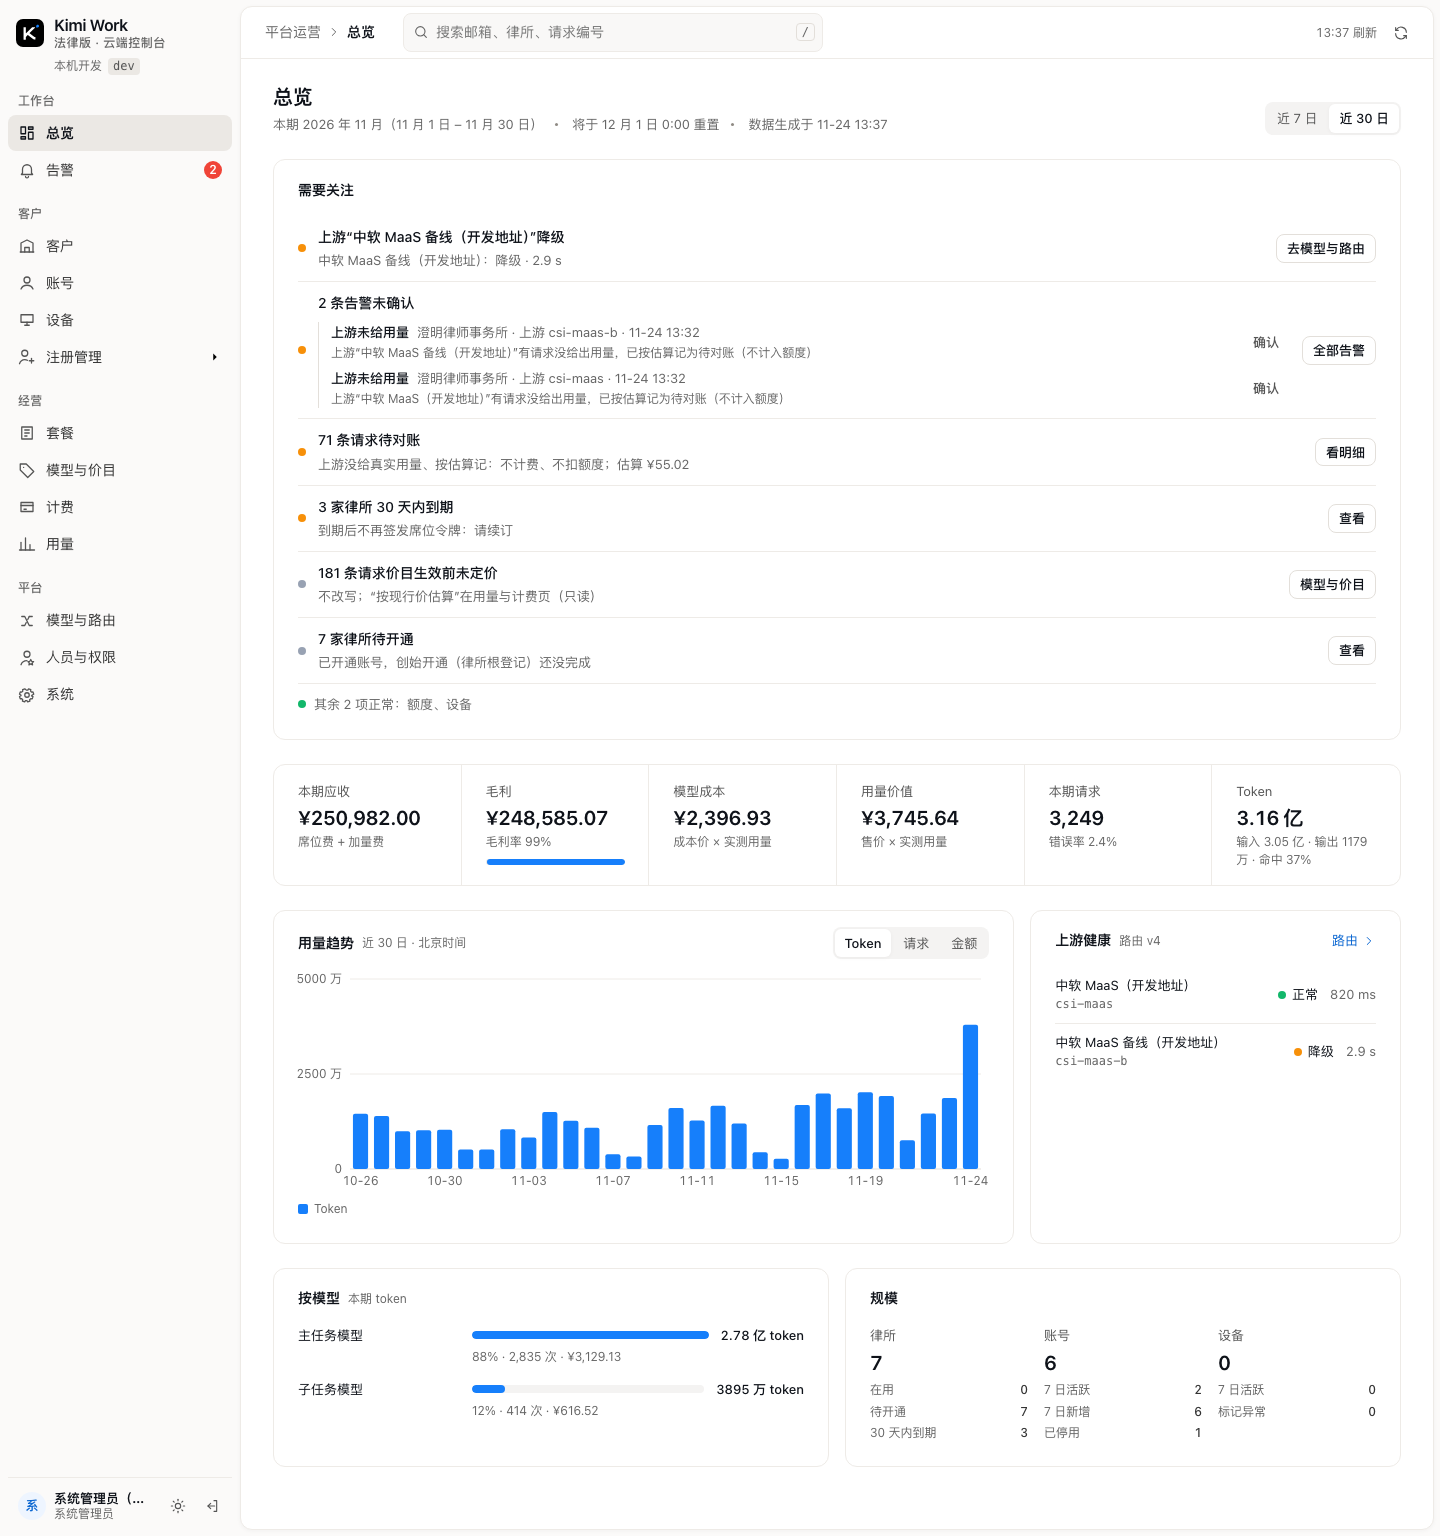 Kimi Work
法律版 · 云端控制台
本机开发 dev
工作台
总览
告警 2
客户
客户
账号
设备
注册管理
经营
套餐
模型与价目
计费
用量
平台
模型与路由
人员与权限
系统
系 系统管理员（...
系统管理员
平台运营 > 总览
搜索邮箱、律所、请求编号 /
13:37 刷新
总览
本期 2026 年 11 月（11 月 1 日 – 11 月 30 日） • 将于 12 月 1 日 0:00 重置 • 数据生成于 11-24 13:37
近 7 日 近 30 日
需要关注
上游“中软 MaaS 备线（开发地址）”降级
中软 MaaS 备线（开发地址）：降级 · 2.9 s
去模型与路由
2 条告警未确认
上游未给用量 澄明律师事务所 · 上游 csi-maas-b · 11-24 13:32
上游“中软 MaaS 备线（开发地址）”有请求没给出用量，已按估算记为待对账（不计入额度）
确认
上游未给用量 澄明律师事务所 · 上游 csi-maas · 11-24 13:32
上游“中软 MaaS（开发地址）”有请求没给出用量，已按估算记为待对账（不计入额度）
确认
全部告警
71 条请求待对账
上游没给真实用量、按估算记：不计费、不扣额度；估算 ¥55.02
看明细
3 家律所 30 天内到期
到期后不再签发席位令牌：请续订
查看
181 条请求价目生效前未定价
不改写；“按现行价估算”在用量与计费页（只读）
模型与价目
7 家律所待开通
已开通账号，创始开通（律所根登记）还没完成
查看
其余 2 项正常：额度、设备
本期应收
¥250,982.00
席位费 + 加量费
毛利
¥248,585.07
毛利率 99%
模型成本
¥2,396.93
成本价 × 实测用量
用量价值
¥3,745.64
售价 × 实测用量
本期请求
3,249
错误率 2.4%
Token
3.16 亿
输入 3.05 亿 · 输出 1179
万 · 命中 37%
用量趋势 近 30 日 · 北京时间
Token 请求 金额
5000 万
2500 万
0
10-26 10-30 11-03 11-07 11-11 11-15 11-19 11-24
Token
上游健康 路由 v4
路由 >
中软 MaaS（开发地址）
csi-maas
正常 820 ms
中软 MaaS 备线（开发地址）
csi-maas-b
降级 2.9 s
按模型 本期 token
主任务模型 2.78 亿 token
88% · 2,835 次 · ¥3,129.13
子任务模型 3895 万 token
12% · 414 次 · ¥616.52
规模
律所 账号 设备
7 6 0
在用 0 7 日活跃 2 7 日活跃 0
待开通 7 7 日新增 6 标记异常 0
30 天内到期 3 已停用 1